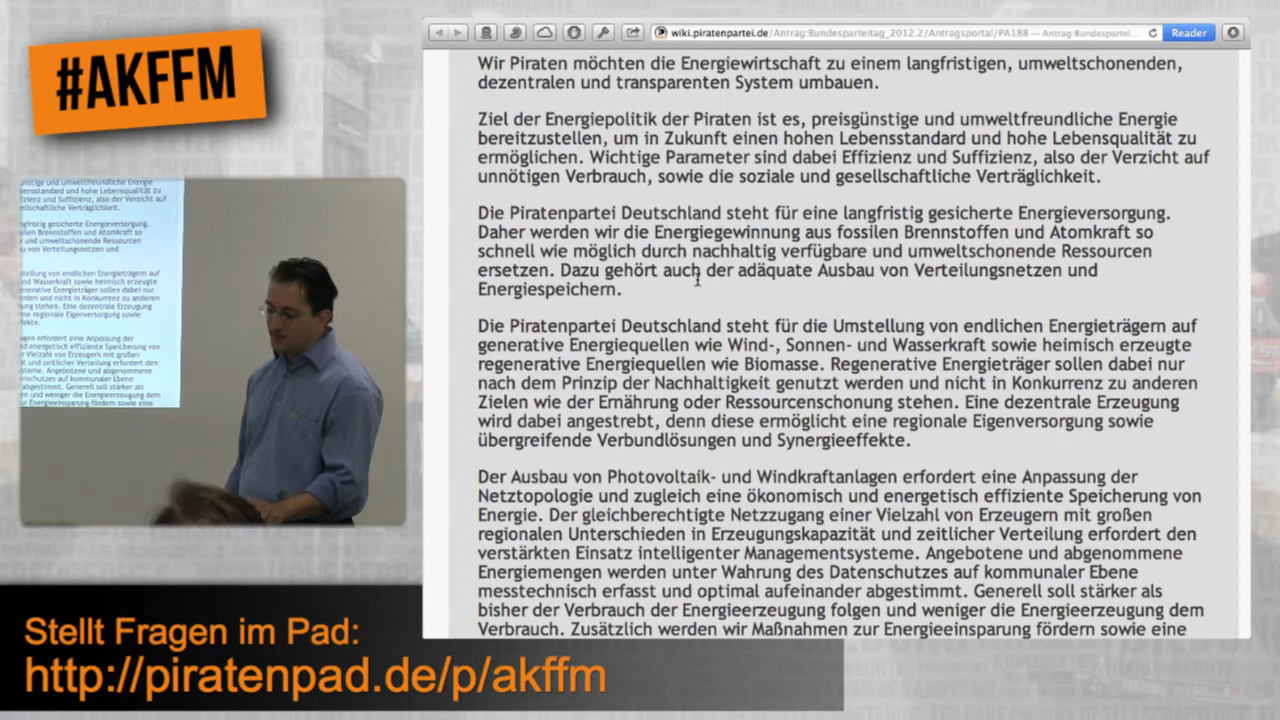 #AKFFM
wiki.piratenpartei.de/Antrag:Bundesparteitag_2012.2/Antragsportal/PA188 — Antrag:Bundespartei...
Reader
Wir Piraten möchten die Energiewirtschaft zu einem langfristigen, umweltschonenden,
dezentralen und transparenten System umbauen.
Ziel der Energiepolitik der Piraten ist es, preisgünstige und umweltfreundliche Energie
bereitzustellen, um in Zukunft einen hohen Lebensstandard und hohe Lebensqualität zu
ermöglichen. Wichtige Parameter sind dabei Effizienz und Suffizienz, also der Verzicht auf
unnötigen Verbrauch, sowie die soziale und gesellschaftliche Verträglichkeit.
Die Piratenpartei Deutschland steht für eine langfristig gesicherte Energieversorgung.
Daher werden wir die Energiegewinnung aus fossilen Brennstoffen und Atomkraft so
schnell wie möglich durch nachhaltig verfügbare und umweltschonende Ressourcen
ersetzen. Dazu gehört auch der adäquate Ausbau von Verteilungsnetzen und
Energiespeichern.
Die Piratenpartei Deutschland steht für die Umstellung von endlichen Energieträgern auf
generative Energiequellen wie Wind-, Sonnen- und Wasserkraft sowie heimisch erzeugte
regenerative Energiequellen wie Biomasse. Regenerative Energieträger sollen dabei nur
nach dem Prinzip der Nachhaltigkeit genutzt werden und nicht in Konkurrenz zu anderen
Zielen wie der Ernährung oder Ressourcenschonung stehen. Eine dezentrale Erzeugung
wird dabei angestrebt, denn diese ermöglicht eine regionale Eigenversorgung sowie
übergreifende Verbundlösungen und Synergieeffekte.
Der Ausbau von Photovoltaik- und Windkraftanlagen erfordert eine Anpassung der
Netztopologie und zugleich eine ökonomisch und energetisch effiziente Speicherung von
Energie. Der gleichberechtigte Netzzugang einer Vielzahl von Erzeugern mit großen
regionalen Unterschieden in Erzeugungskapazität und zeitlicher Verteilung erfordert den
verstärkten Einsatz intelligenter Managementsysteme. Angebotene und abgenommene
Energiemengen werden unter Wahrung des Datenschutzes auf kommunaler Ebene
messtechnisch erfasst und optimal aufeinander abgestimmt. Generell soll stärker als
bisher der Verbrauch der Energieerzeugung folgen und weniger die Energieerzeugung dem
Verbrauch. Zusätzlich werden wir Maßnahmen zur Energieeinsparung fördern sowie eine
Stellt Fragen im Pad:
http://piratenpad.de/p/akffm